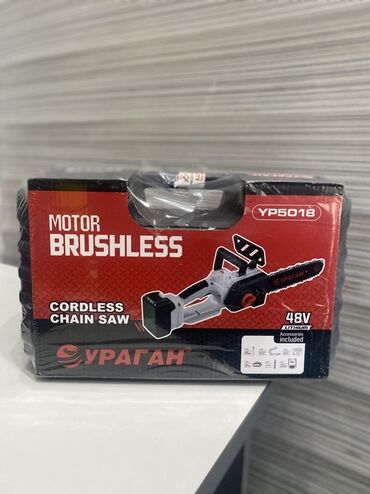 MOTOR
BRUSHLESS
YP5018
CORDLESS
CHAIN SAW
48V
LITHIUM
Accessories
included
УРАГАН